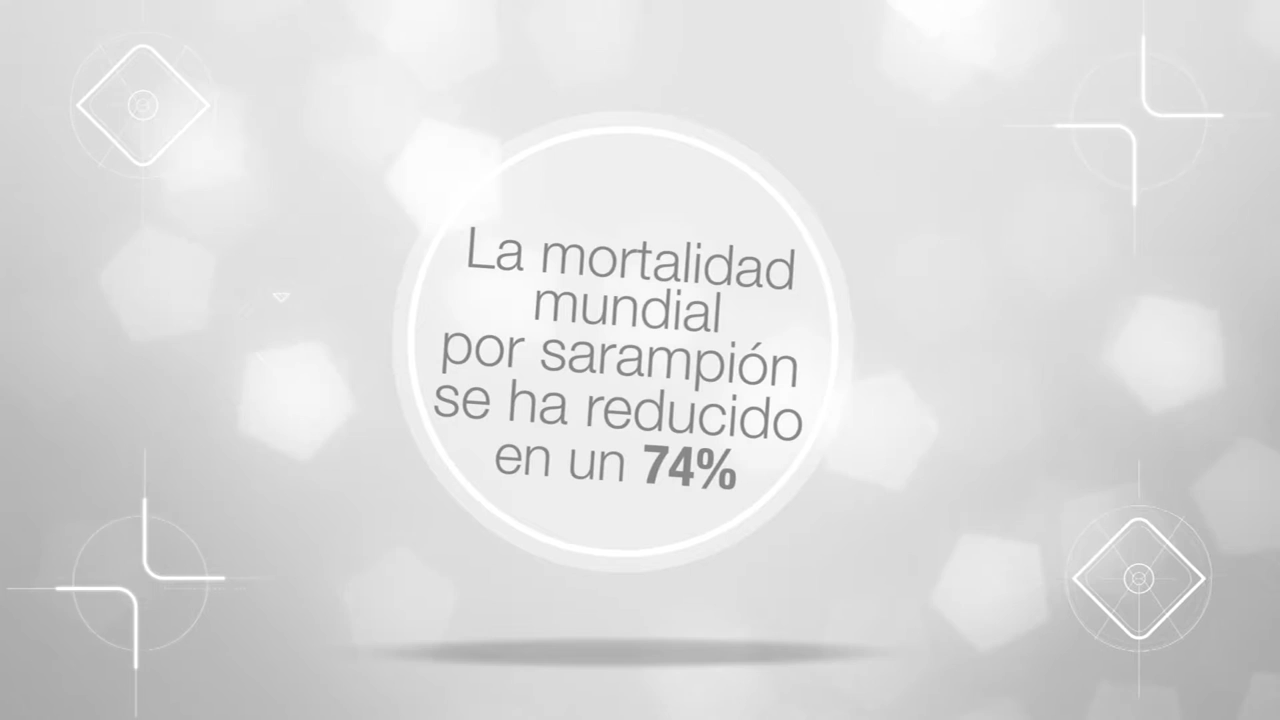 La mortalidad
mundial
por sarampión
se ha reducido
en un 74%